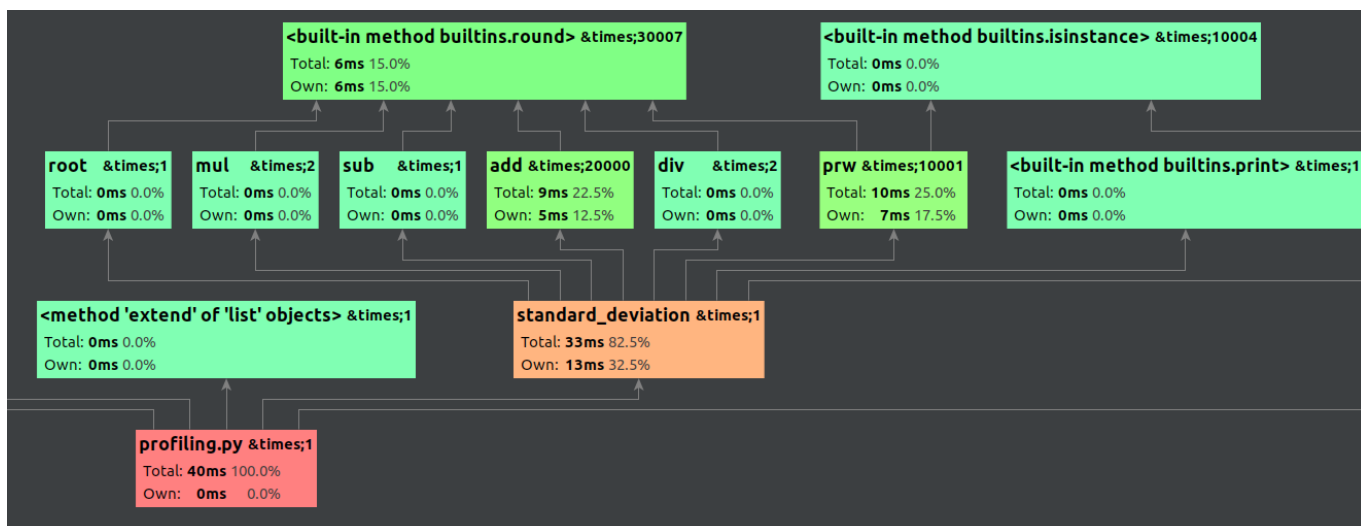 <built-in method builtins.round> &times;30007
Total: 6ms 15.0%
Own: 6ms 15.0%
<built-in method builtins.isinstance> &times;10004
Total: 0ms 0.0%
Own: 0ms 0.0%
root &times;1
Total: 0ms 0.0%
Own: 0ms 0.0%
mul &times;2
Total: 0ms 0.0%
Own: 0ms 0.0%
sub &times;1
Total: 0ms 0.0%
Own: 0ms 0.0%
add &times;20000
Total: 9ms 22.5%
Own: 5ms 12.5%
div &times;2
Total: 0ms 0.0%
Own: 0ms 0.0%
prw &times;10001
Total: 10ms 25.0%
Own: 7ms 17.5%
<built-in method builtins.print> &times;1
Total: 0ms 0.0%
Own: 0ms 0.0%
<method 'extend' of 'list' objects> &times;1
Total: 0ms 0.0%
Own: 0ms 0.0%
standard_deviation &times;1
Total: 33ms 82.5%
Own: 13ms 32.5%
profiling.py &times;1
Total: 40ms 100.0%
Own: 0ms 0.0%